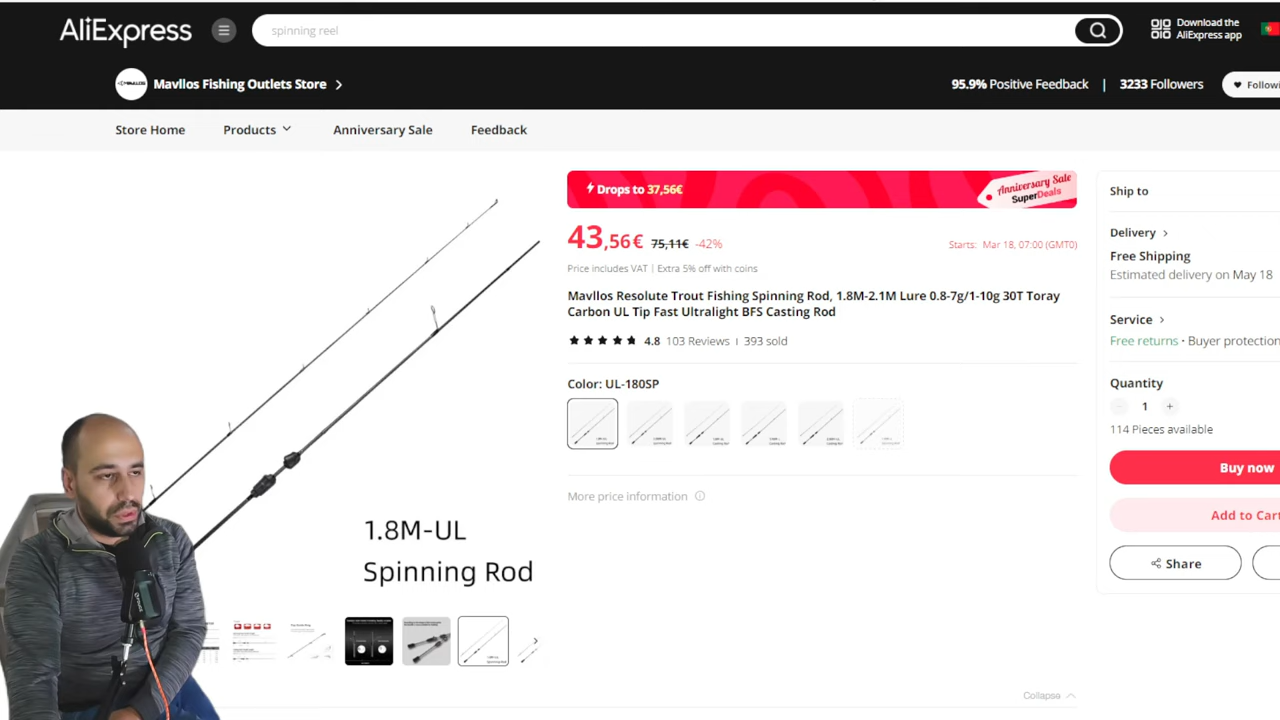 AliExpress
spinning reel
Download the
AliExpress app
Mavllos Fishing Outlets Store
95.9% Positive Feedback | 3233 Followers
Store Home
Products
Anniversary Sale
Feedback
Drops to 37,56€
Anniversary Sale
SuperDeals
43,56€ 75,11€ -42%
Starts: Mar 18, 07:00 (GMT0)
Price includes VAT | Extra 5% off with coins
Mavllos Resolute Trout Fishing Spinning Rod, 1.8M-2.1M Lure 0.8-7g/1-10g 30T Toray
Carbon UL Tip Fast Ultralight BFS Casting Rod
4.8 103 Reviews | 393 sold
Color: UL-180SP
More price information
1.8M-UL
Spinning Rod
Collapse
Ship to
Delivery
Free Shipping
Estimated delivery on May 18
Service
Free returns · Buyer protection
Quantity
- 1 +
114 Pieces available
Buy now
Add to Cart
Share